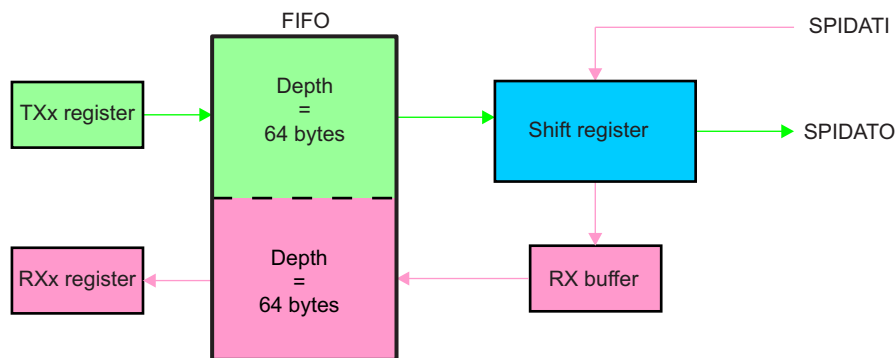 FIFO
SPIDATI
TXx register
Depth
=
64 bytes
Shift register
SPIDATO
RXx register
Depth
=
64 bytes
RX buffer